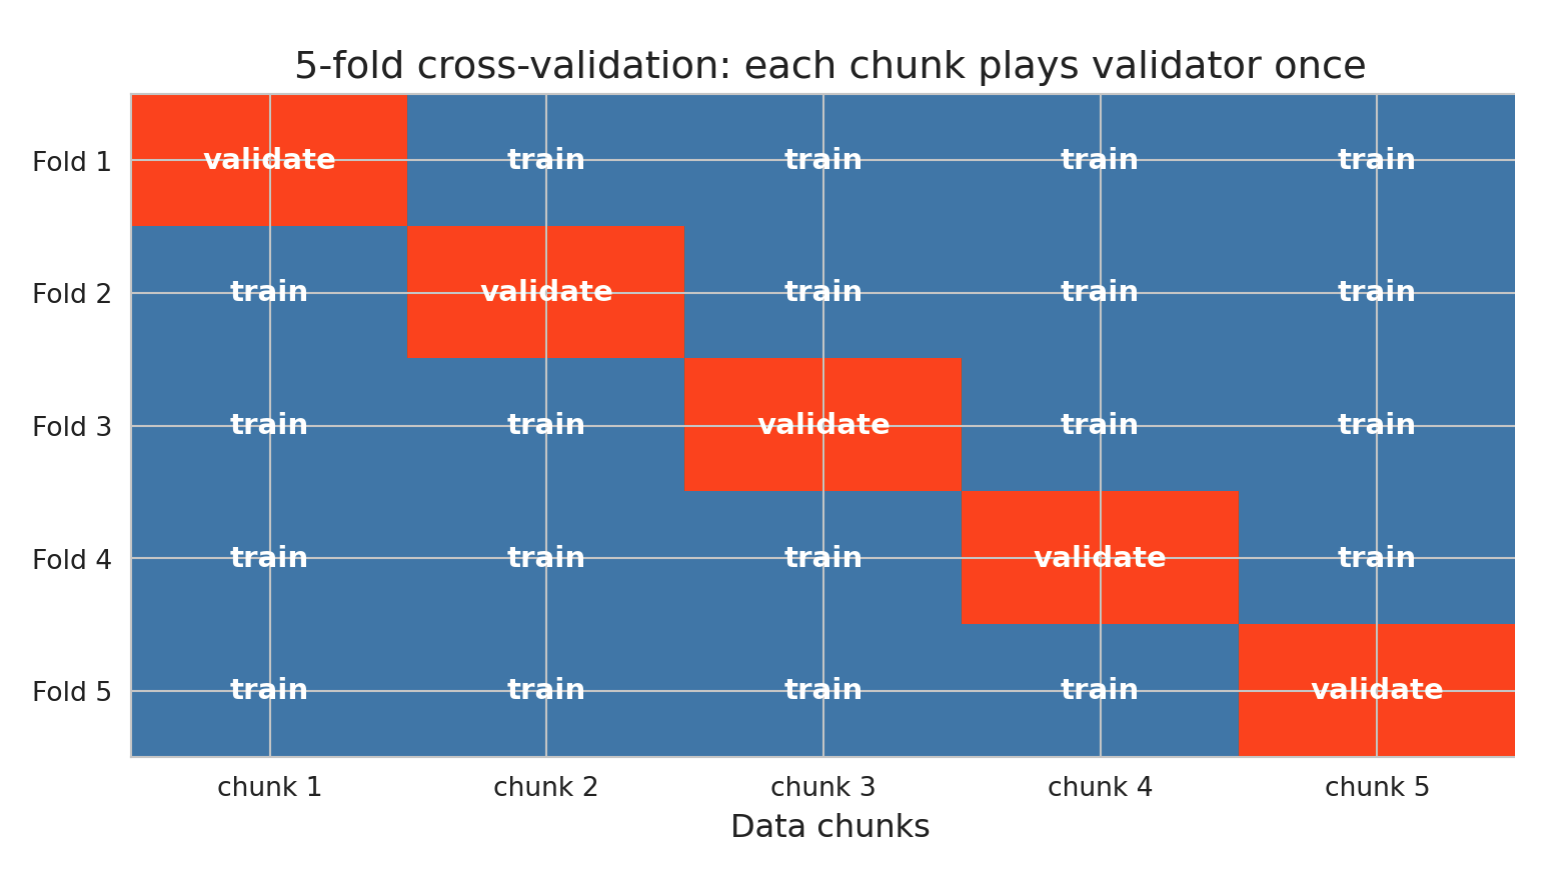 5-fold cross-validation: each chunk plays validator once
Fold 1 validate train train train train
Fold 2 train validate train train train
Fold 3 train train validate train train
Fold 4 train train train validate train
Fold 5 train train train train validate
chunk 1 chunk 2 chunk 3 chunk 4 chunk 5
Data chunks